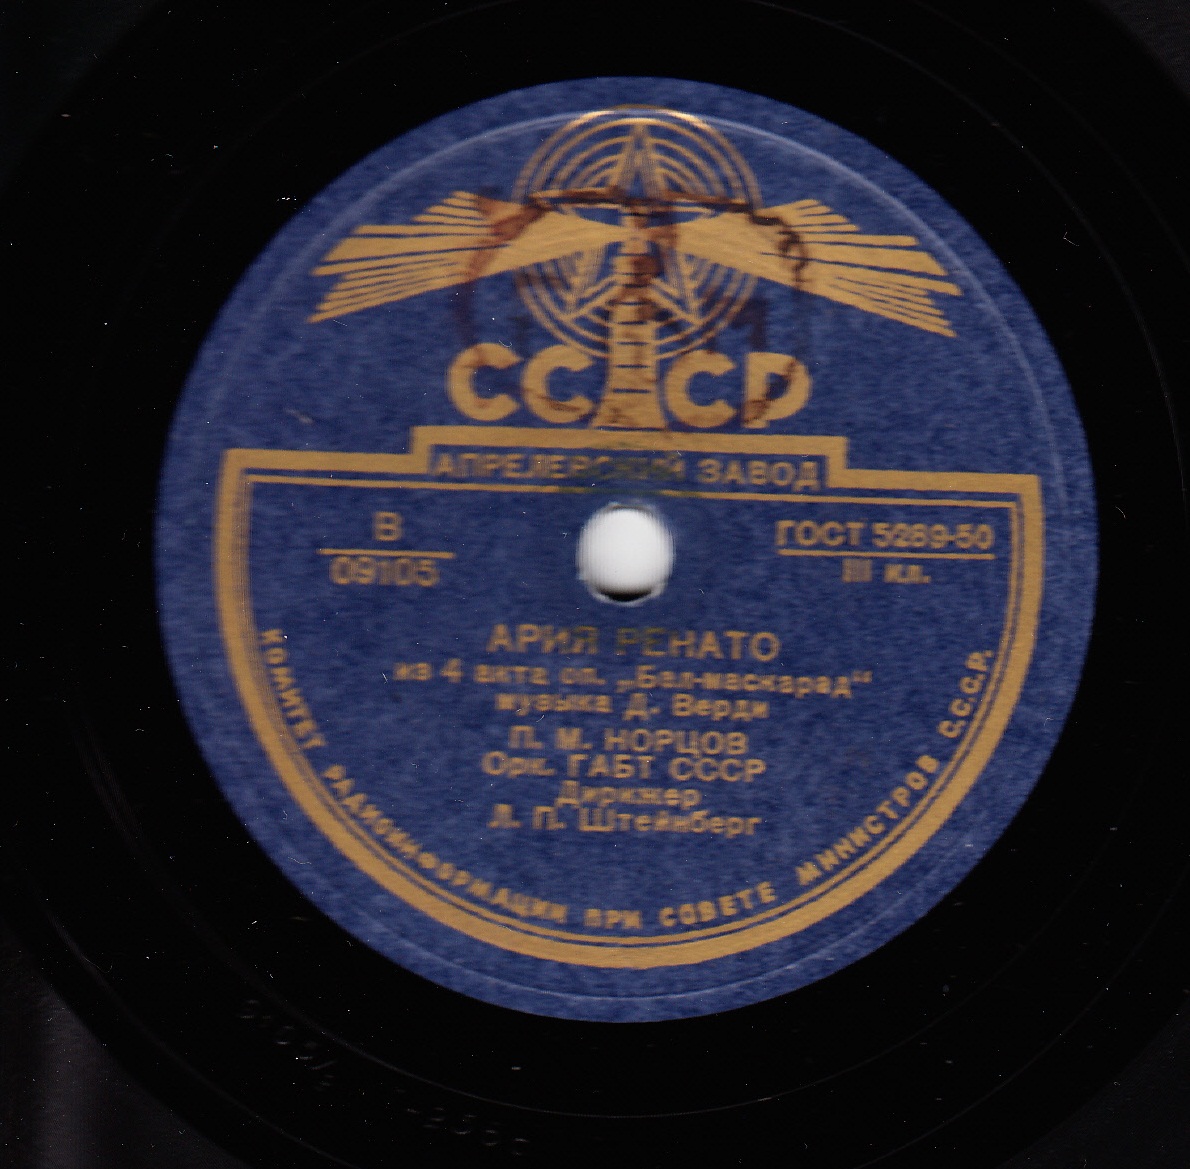 СССР
АПРЕЛЕВСКИЙ ЗАВОД
В
09105
ГОСТ 5289-50
III кл.
АРИЯ РЕНАТО
из 4 акта оп. „Бал-маскарад“
музыка Д. Верди
П. М. НОРЦОВ
Орк. ГАБТ СССР
Дирижер
Л. П. Штейнберг
КОМИТЕТ РАДИОИНФОРМАЦИИ ПРИ СОВЕТЕ МИНИСТРОВ С.С.С.Р.